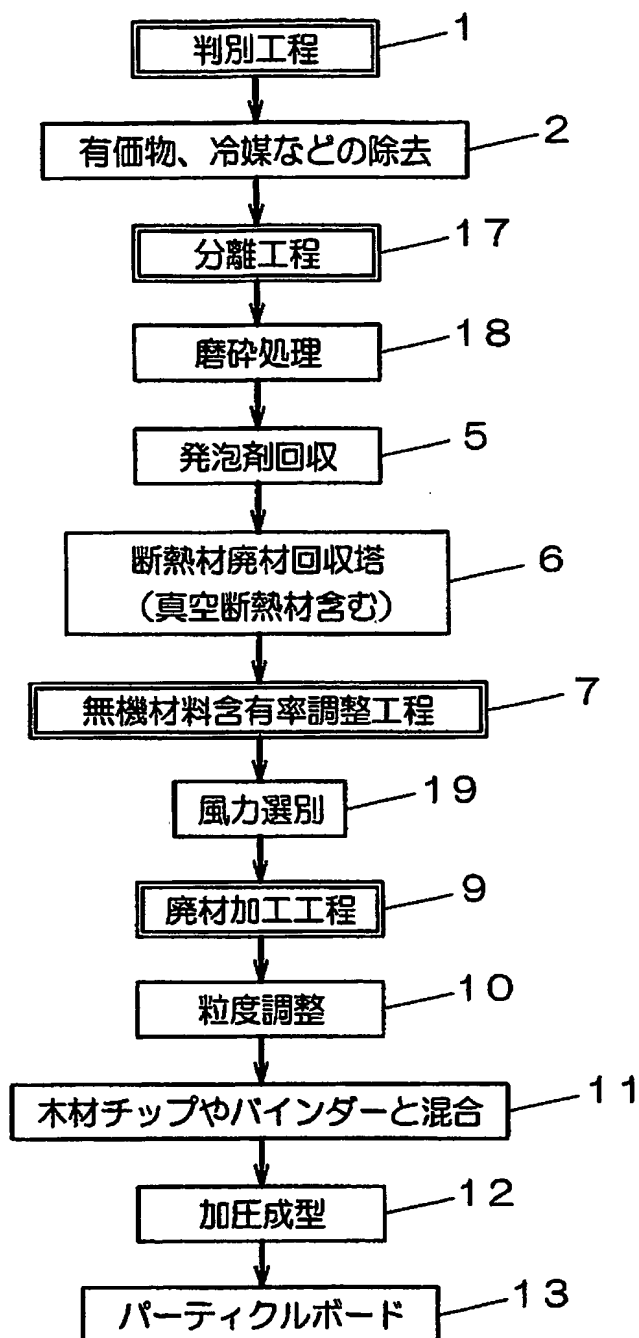 判別工程
1
有価物、冷媒などの除去
2
分離工程
17
磨砕処理
18
発泡剤回収
5
断熱材廃材回収塔
(真空断熱材含む)
6
無機材料含有率調整工程
7
風力選別
19
廃材加工工程
9
粒度調整
10
木材チップやバインダーと混合
11
加圧成型
12
パーティクルボード
13